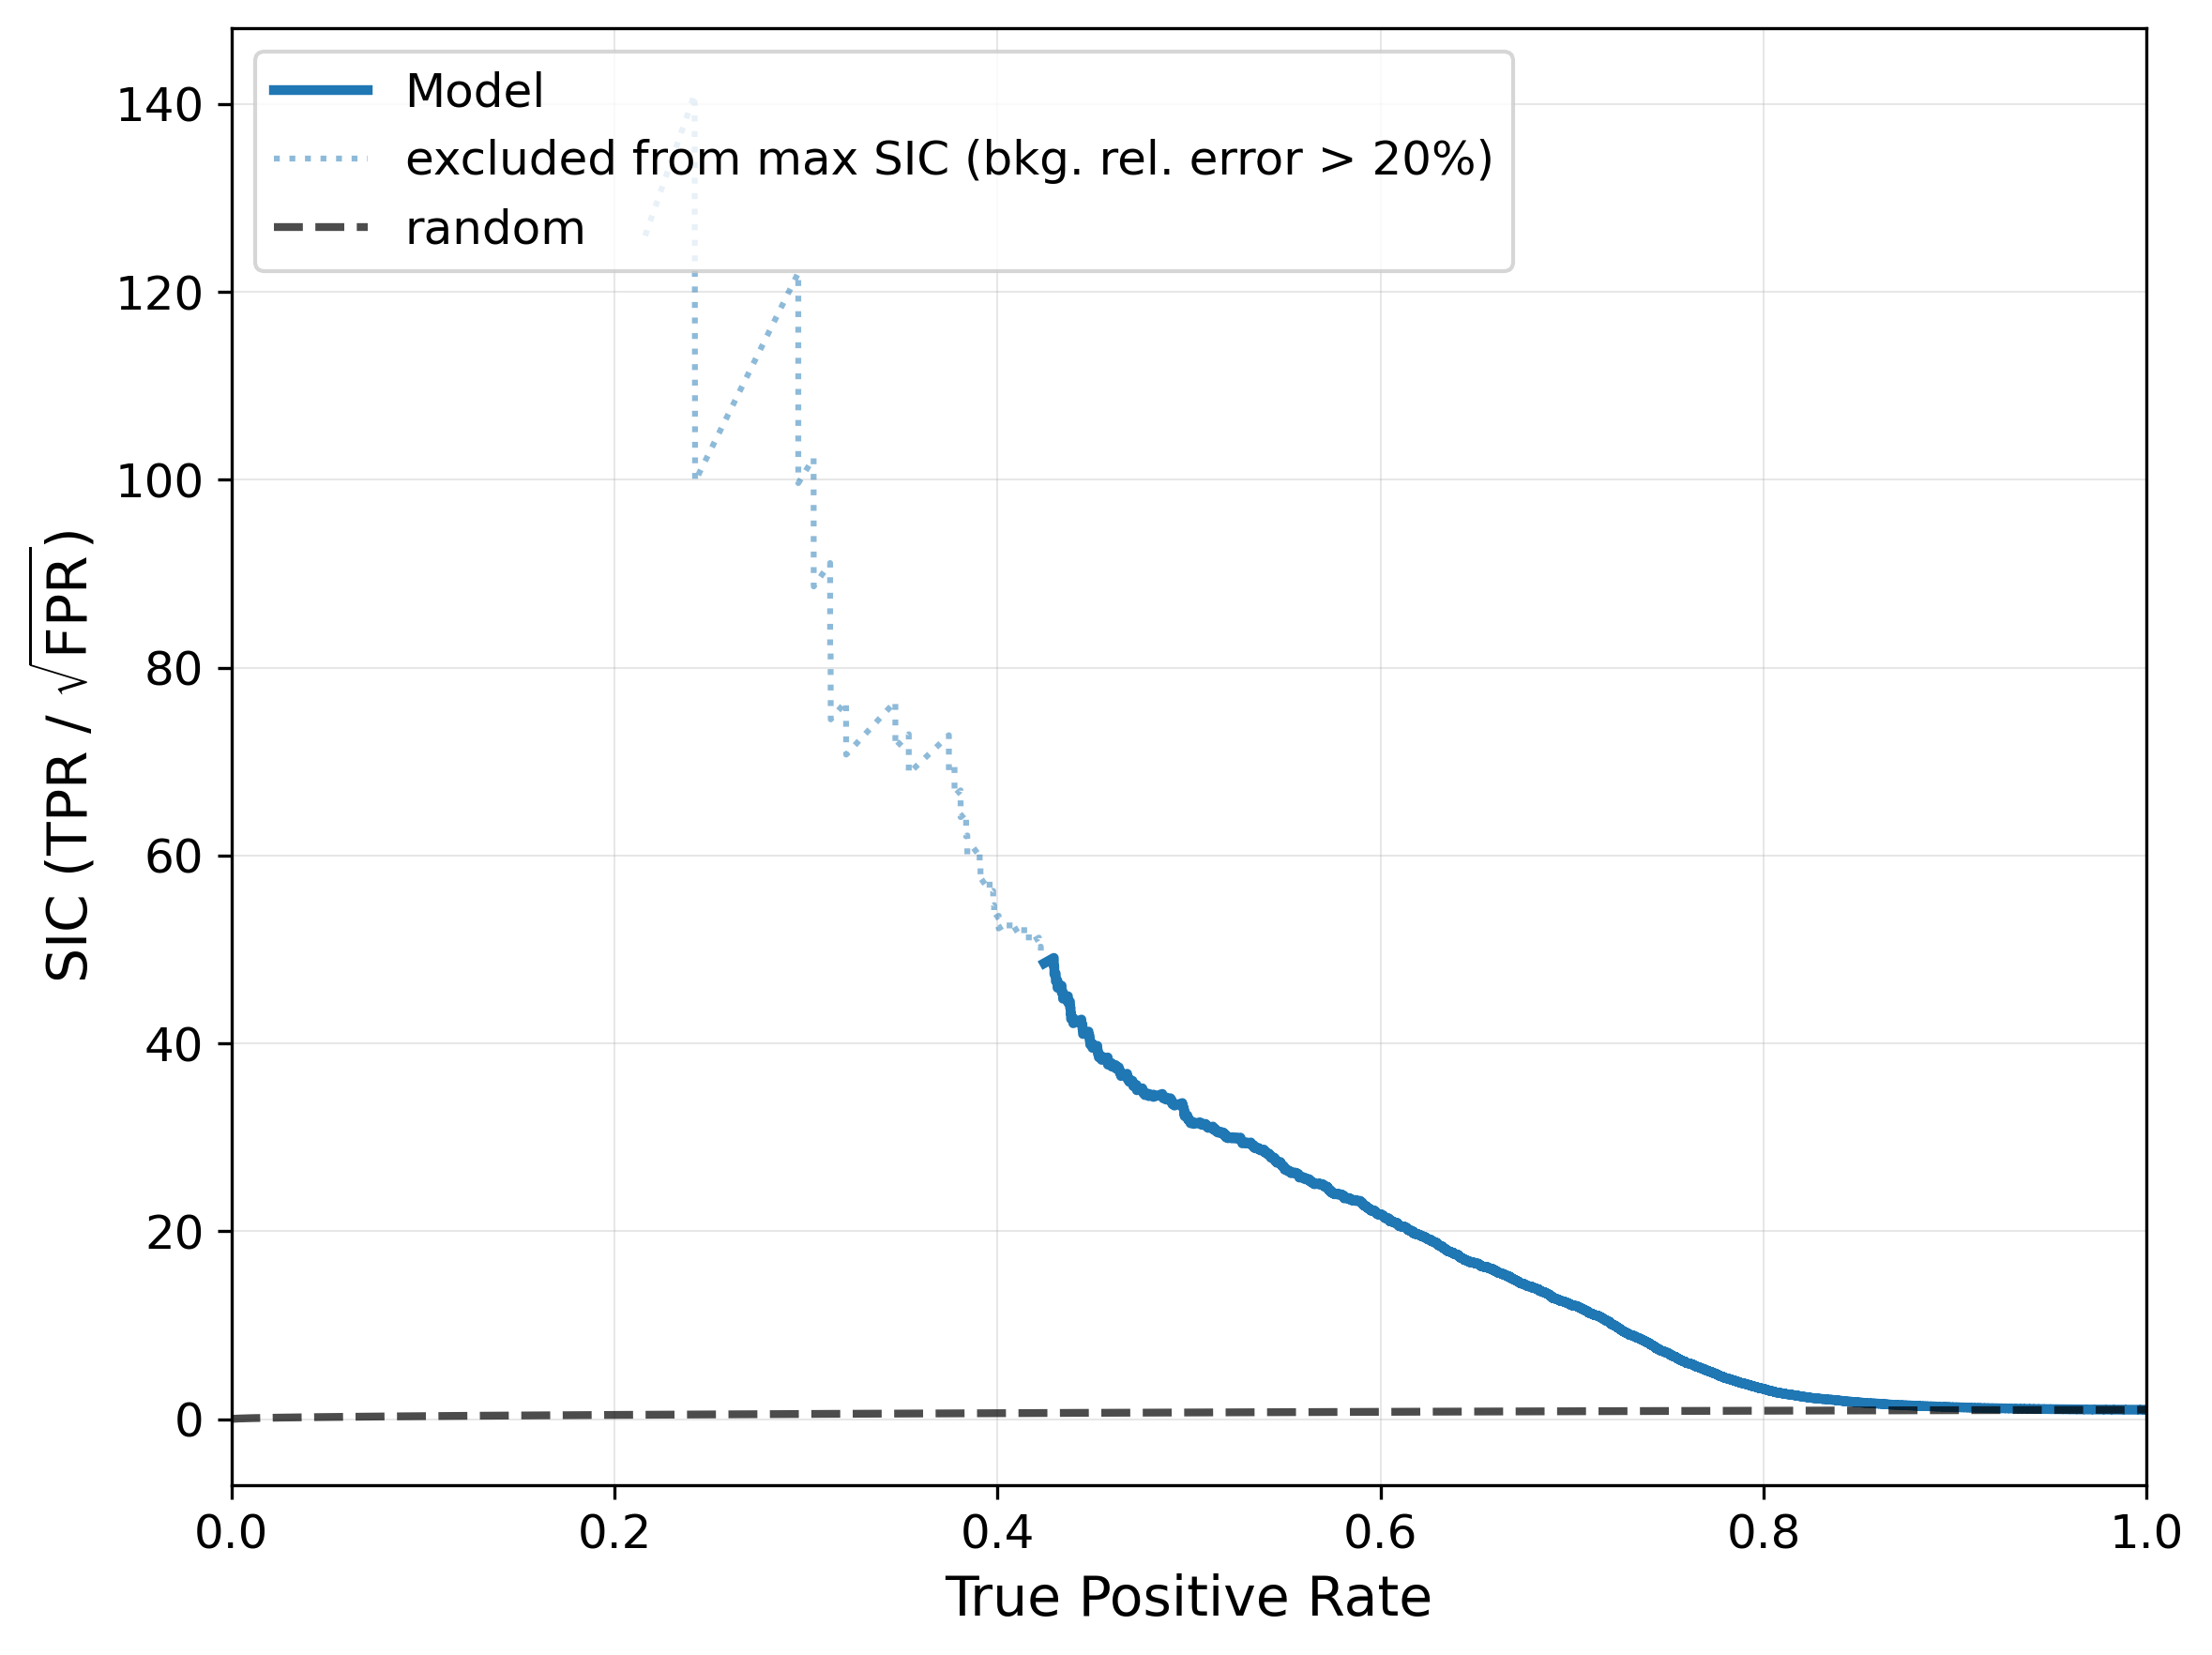 Model
excluded from max SIC (bkg. rel. error > 20%)
random
140
120
100
80
60
40
20
0
SIC (TPR / √FPR)
0.0 0.2 0.4 0.6 0.8 1.0
True Positive Rate